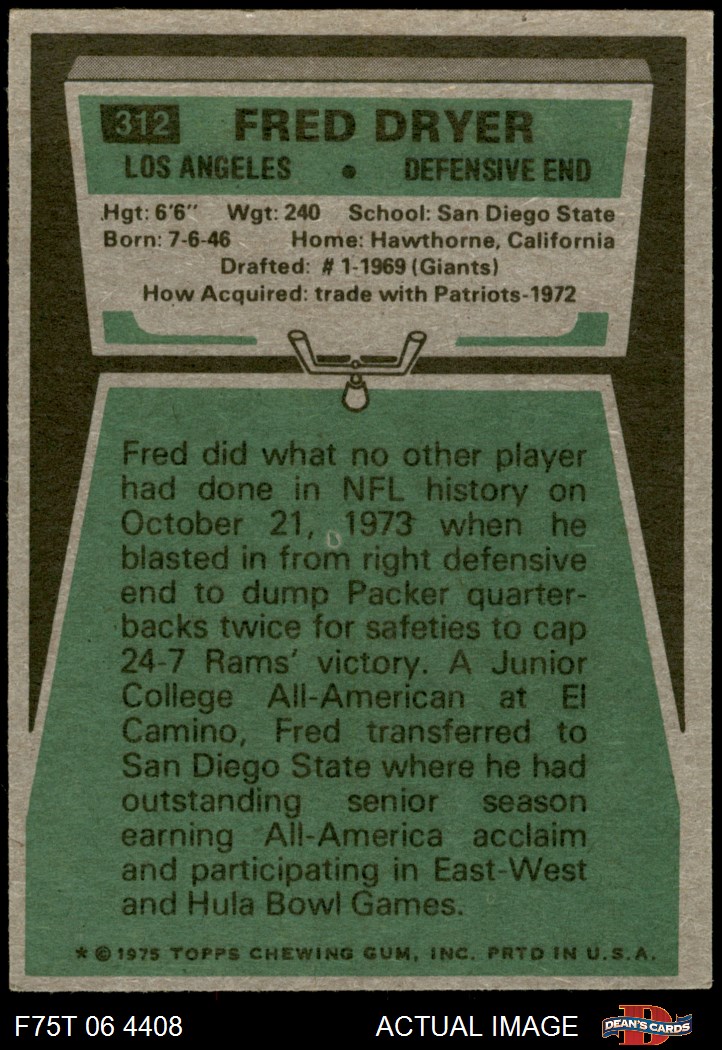 312 FRED DRYER
LOS ANGELES • DEFENSIVE END
Hgt: 6'6" Wgt: 240 School: San Diego State
Born: 7-6-46 Home: Hawthorne, California
Drafted: # 1-1969 (Giants)
How Acquired: trade with Patriots-1972
Fred did what no other player
had done in NFL history on
October 21, 1973 when he
blasted in from right defensive
end to dump Packer quarter-
backs twice for safeties to cap
24-7 Rams' victory. A Junior
College All-American at El
Camino, Fred transferred to
San Diego State where he had
outstanding senior season
earning All-America acclaim
and participating in East-West
and Hula Bowl Games.
* © 1975 TOPPS CHEWING GUM, INC. PRTD IN U.S.A.
F75T 06 4408 ACTUAL IMAGE D DEAN'S CARDS